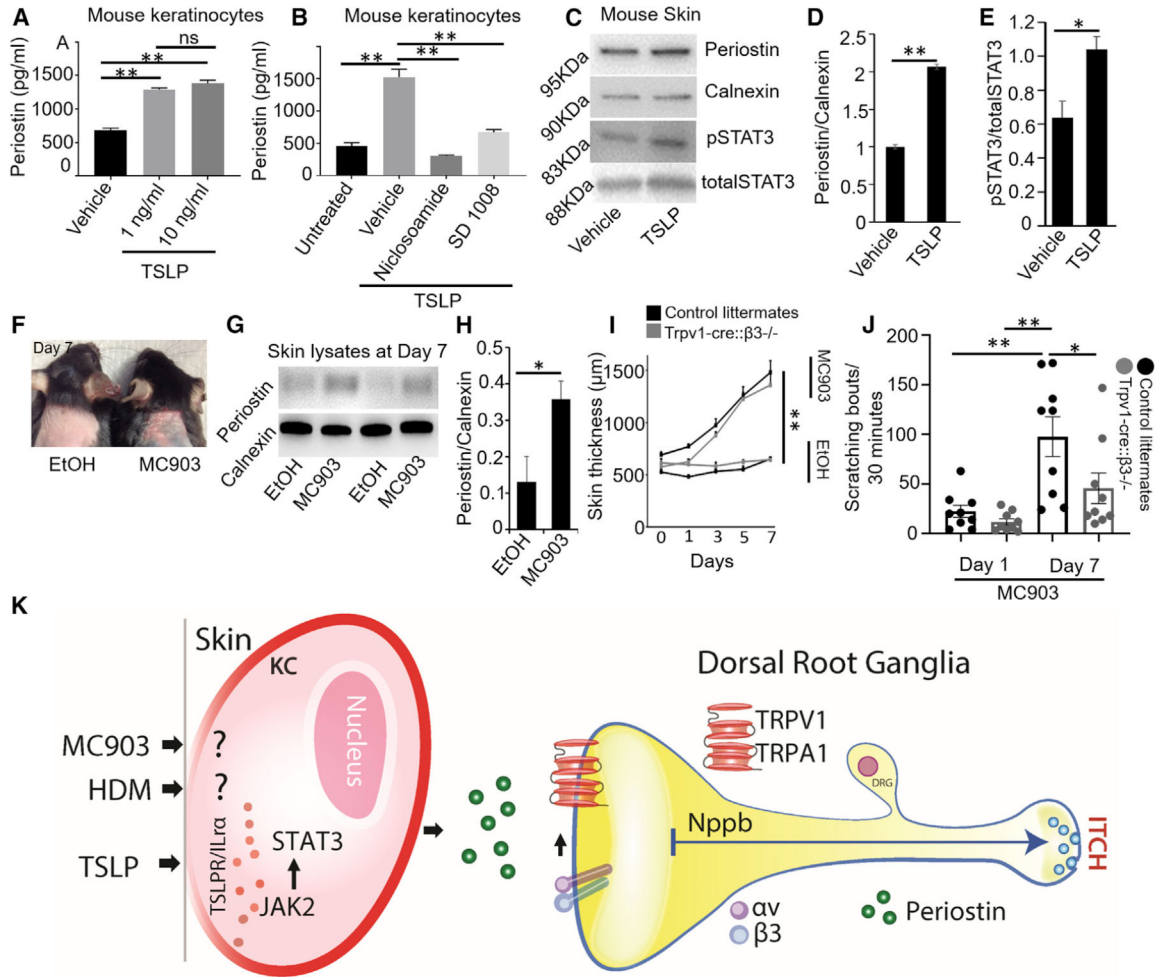 A
Mouse keratinocytes
Periostin (pg/ml)
A
1500
1000
500
0
ns
**
**
Vehicle
1 ng/ml
10 ng/ml
TSLP
B
Mouse keratinocytes
Periostin (pg/ml)
1500
1000
500
0
**
**
**
Untreated
Vehicle
Niclosoamide
SD 1008
TSLP
C
Mouse Skin
95KDa
Periostin
90KDa
Calnexin
83KDa
pSTAT3
88KDa
totalSTAT3
Vehicle
TSLP
D
Periostin/Calnexin
2.5
2
1.5
1
0.5
0
**
Vehicle
TSLP
E
pSTAT3/totalSTAT3
1.2
1.0
0.8
0.6
0.4
0.2
0
*
Vehicle
TSLP
F
Day 7
EtOH
MC903
G
Skin lysates at Day 7
Periostin
Calnexin
EtOH
MC903
EtOH
MC903
H
Periostin/Calnexin
0.5
0.4
0.3
0.2
0.1
0
*
EtOH
MC903
I
Control littermates
Trpv1-cre::β3-/-
Skin thickness (µm)
1500
1000
500
0
0 1 3 5 7
Days
**
MC903
EtOH
J
Scratching bouts/
30 minutes
200
150
100
50
0
**
**
*
Day 1
Day 7
MC903
Control littermates
Trpv1-cre::β3-/-
K
Skin
KC
Nucleus
MC903
?
HDM
?
TSLP
TSLPR/ILrα
STAT3
JAK2
Dorsal Root Ganglia
TRPV1
TRPA1
DRG
Nppb
ITCH
αv
β3
Periostin